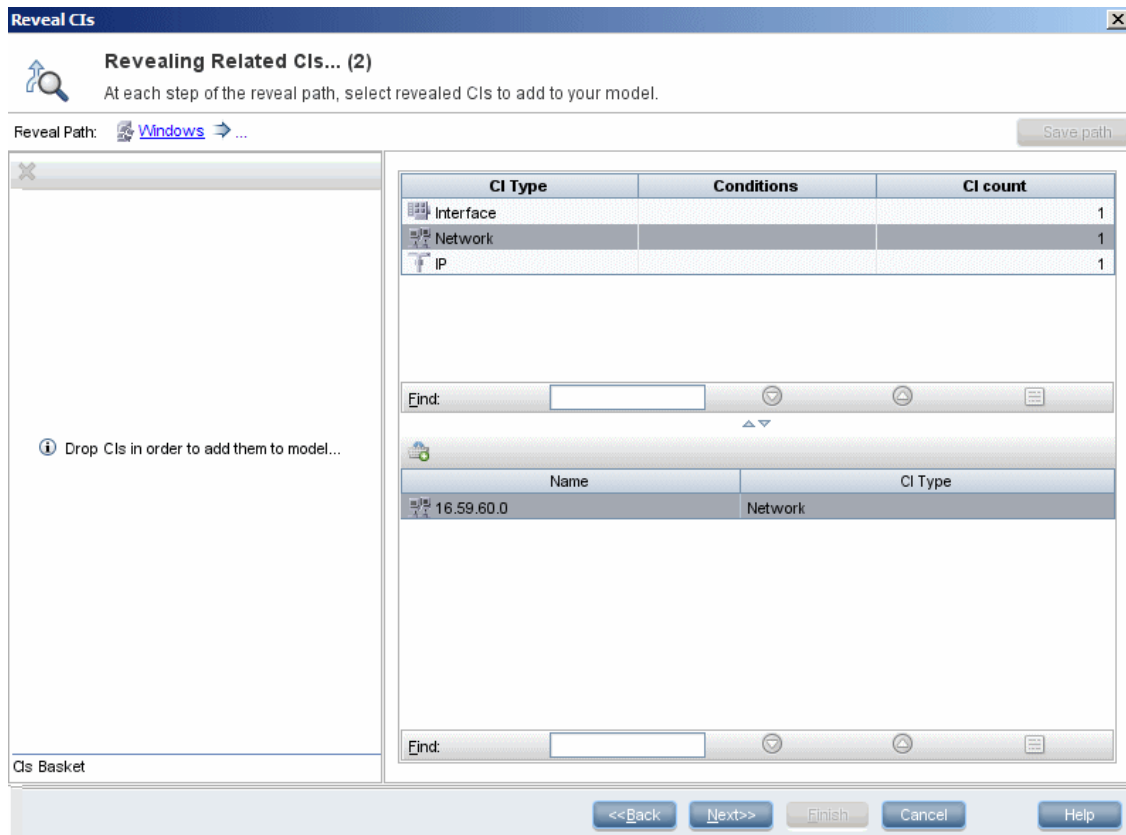 Reveal CIs
Revealing Related CIs... (2)
At each step of the reveal path, select revealed CIs to add to your model.
Reveal Path: Windows ...
Save path
CI Type Conditions CI count
Interface 1
Network 1
IP 1
Find:
Drop CIs in order to add them to model...
Name CI Type
16.59.60.0 Network
Find:
CIs Basket
<<Back Next>> Finish Cancel Help